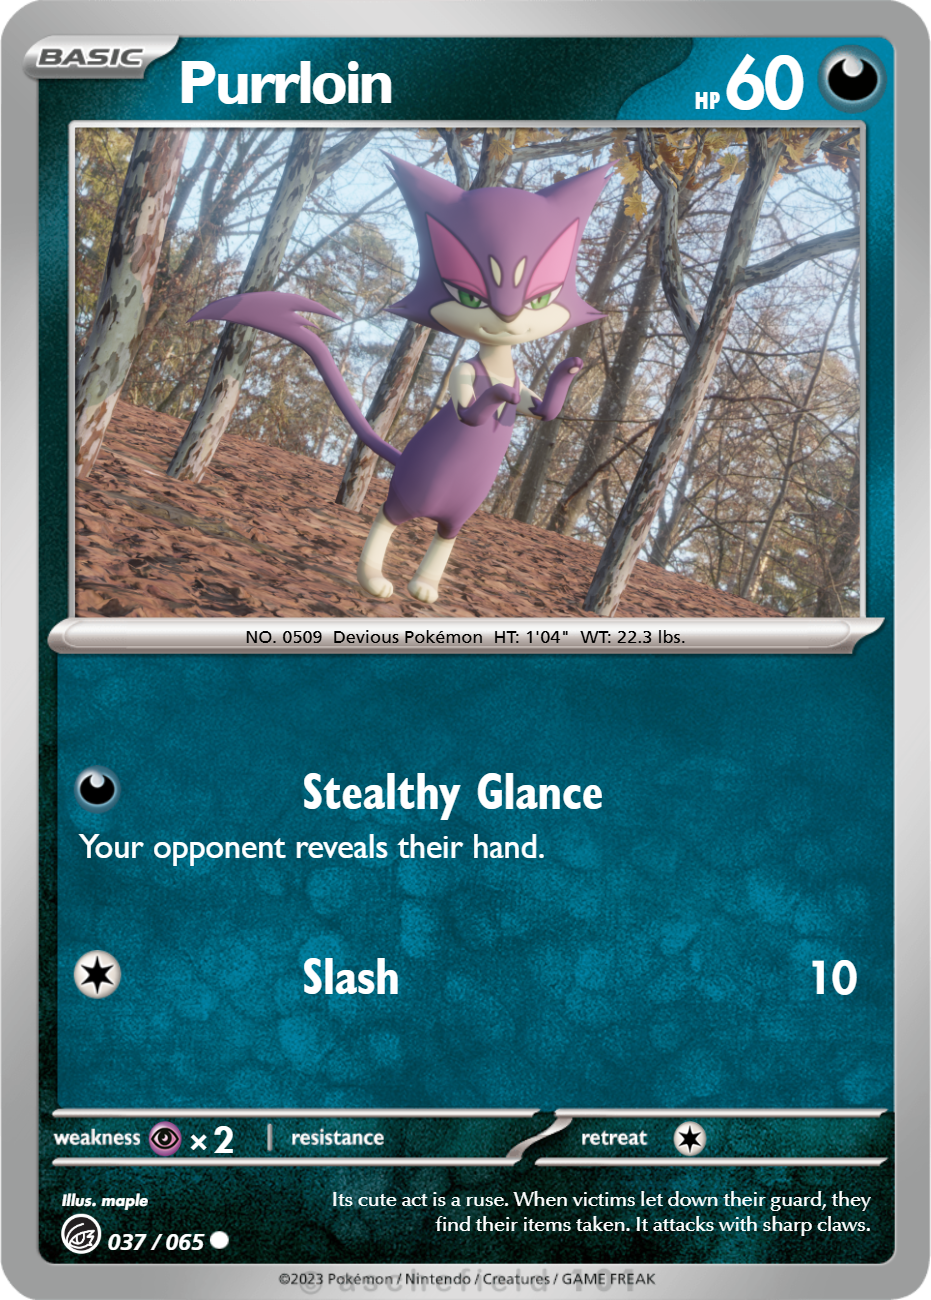 BASIC
Purrloin
HP 60
NO. 0509 Devious Pokémon HT: 1'04" WT: 22.3 lbs.
Stealthy Glance
Your opponent reveals their hand.
Slash 10
weakness ×2 resistance retreat
Illus. maple
Its cute act is a ruse. When victims let down their guard, they
find their items taken. It attacks with sharp claws.
037 / 065
©2023 Pokémon / Nintendo / Creatures / GAME FREAK